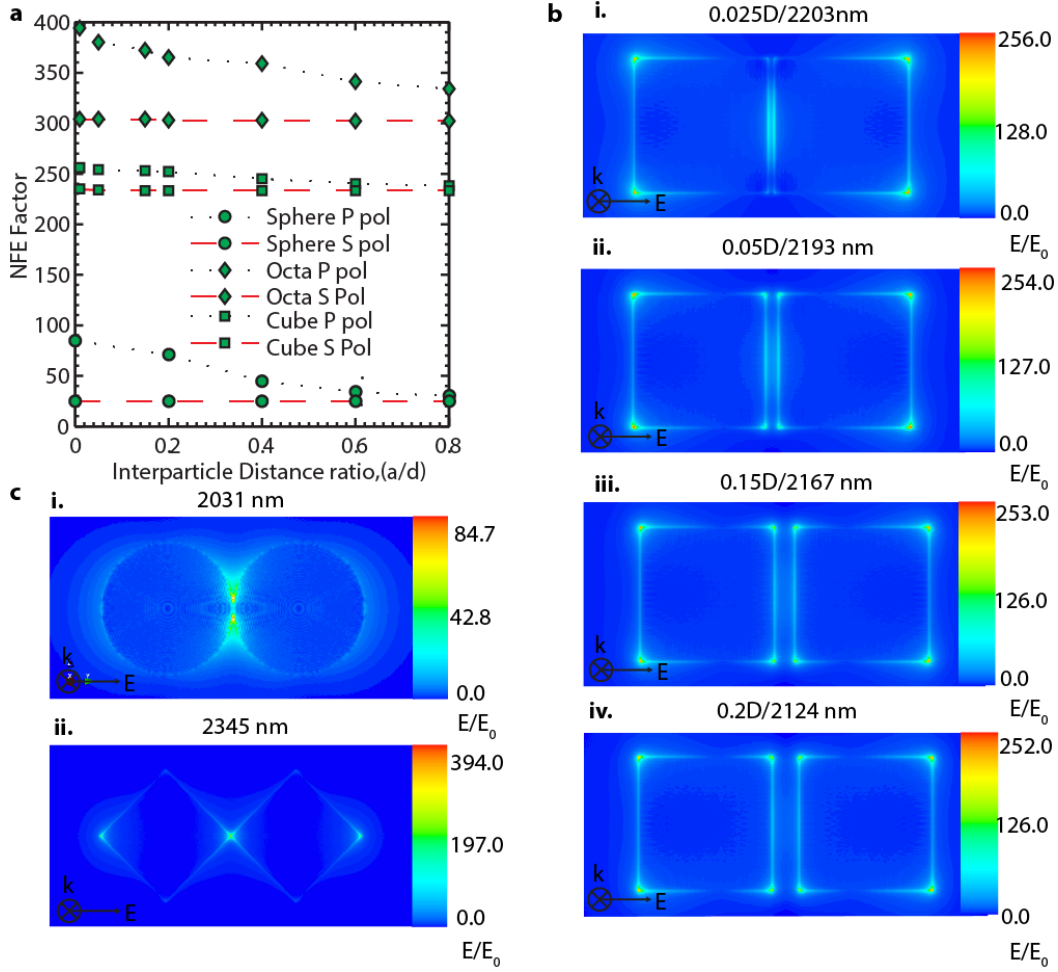 a
400
350
300
250
200
150
100
50
0
NFE Factor
Sphere P pol
Sphere S pol
Octa P pol
Octa S Pol
Cube P pol
Cube S Pol
0 0.2 0.4 0.6 0.8
Interparticle Distance ratio,(a/d)
b
i.
0.025D/2203nm
256.0
128.0
0.0
k
E
E/E0
ii.
0.05D/2193 nm
254.0
127.0
0.0
k
E
E/E0
iii.
0.15D/2167 nm
253.0
126.0
0.0
k
E
E/E0
iv.
0.2D/2124 nm
252.0
126.0
0.0
k
E
E/E0
c
i.
2031 nm
84.7
42.8
0.0
k
E
E/E0
ii.
2345 nm
394.0
197.0
0.0
k
E
E/E0